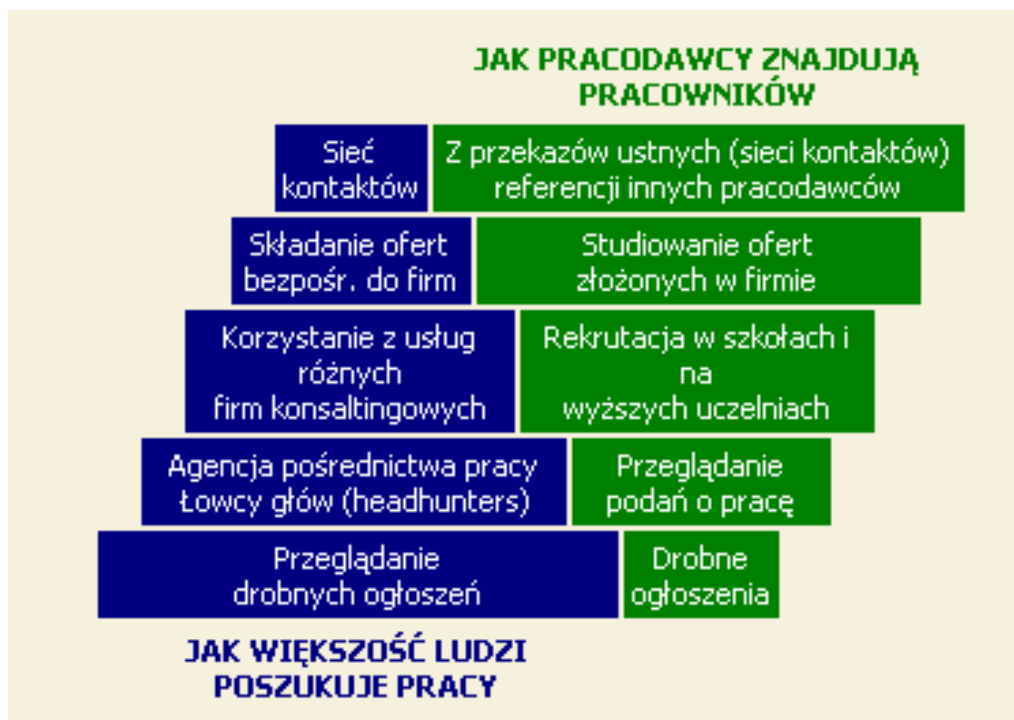 JAK PRACODAWCY ZNAJDUJĄ
PRACOWNIKÓW
Sieć
kontaktów
Z przekazów ustnych (sieci kontaktów)
referencji innych pracodawców
Składanie ofert
bezpośr. do firm
Studiowanie ofert
złożonych w firmie
Korzystanie z usług
różnych
firm konsaltingowych
Rekrutacja w szkołach i
na
wyższych uczelniach
Agencja pośrednictwa pracy
Łowcy głów (headhunters)
Przeglądanie
podań o pracę
Przeglądanie
drobnych ogłoszeń
Drobne
ogłoszenia
JAK WIĘKSZOŚĆ LUDZI
POSZUKUJE PRACY